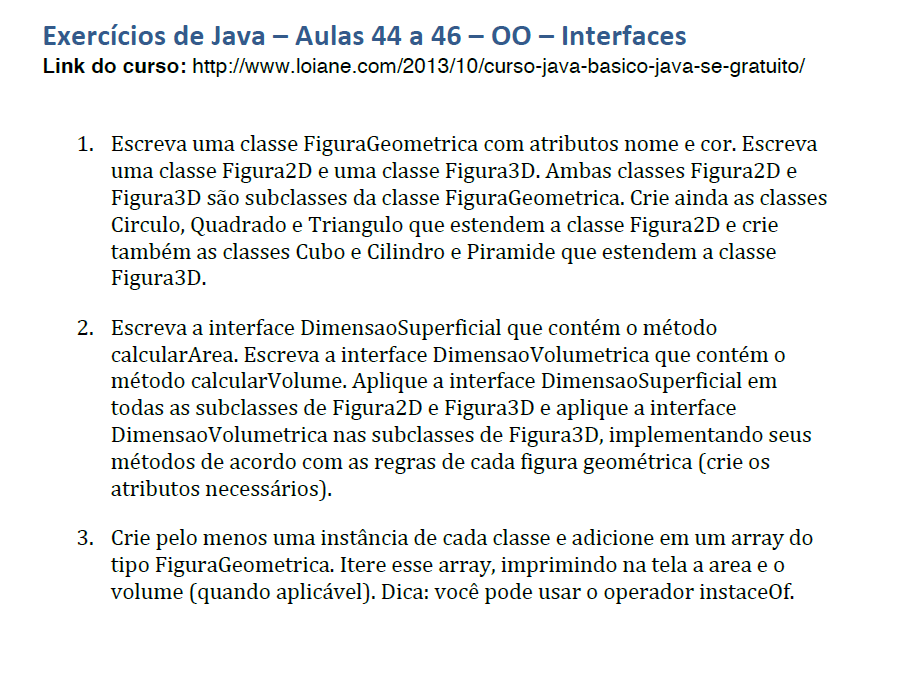 Exercícios de Java – Aulas 44 a 46 – OO – Interfaces
Link do curso: http://www.loiane.com/2013/10/curso-java-basico-java-se-gratuito/
1. Escreva uma classe FiguraGeometrica com atributos nome e cor. Escreva
uma classe Figura2D e uma classe Figura3D. Ambas classes Figura2D e
Figura3D são subclasses da classe FiguraGeometrica. Crie ainda as classes
Circulo, Quadrado e Triangulo que estendem a classe Figura2D e crie
também as classes Cubo e Cilindro e Piramide que estendem a classe
Figura3D.
2. Escreva a interface DimensaoSuperficial que contém o método
calcularArea. Escreva a interface DimensaoVolumetrica que contém o
método calcularVolume. Aplique a interface DimensaoSuperficial em
todas as subclasses de Figura2D e Figura3D e aplique a interface
DimensaoVolumetrica nas subclasses de Figura3D, implementando seus
métodos de acordo com as regras de cada figura geométrica (crie os
atributos necessários).
3. Crie pelo menos uma instância de cada classe e adicione em um array do
tipo FiguraGeometrica. Itere esse array, imprimindo na tela a area e o
volume (quando aplicável). Dica: você pode usar o operador instaceOf.